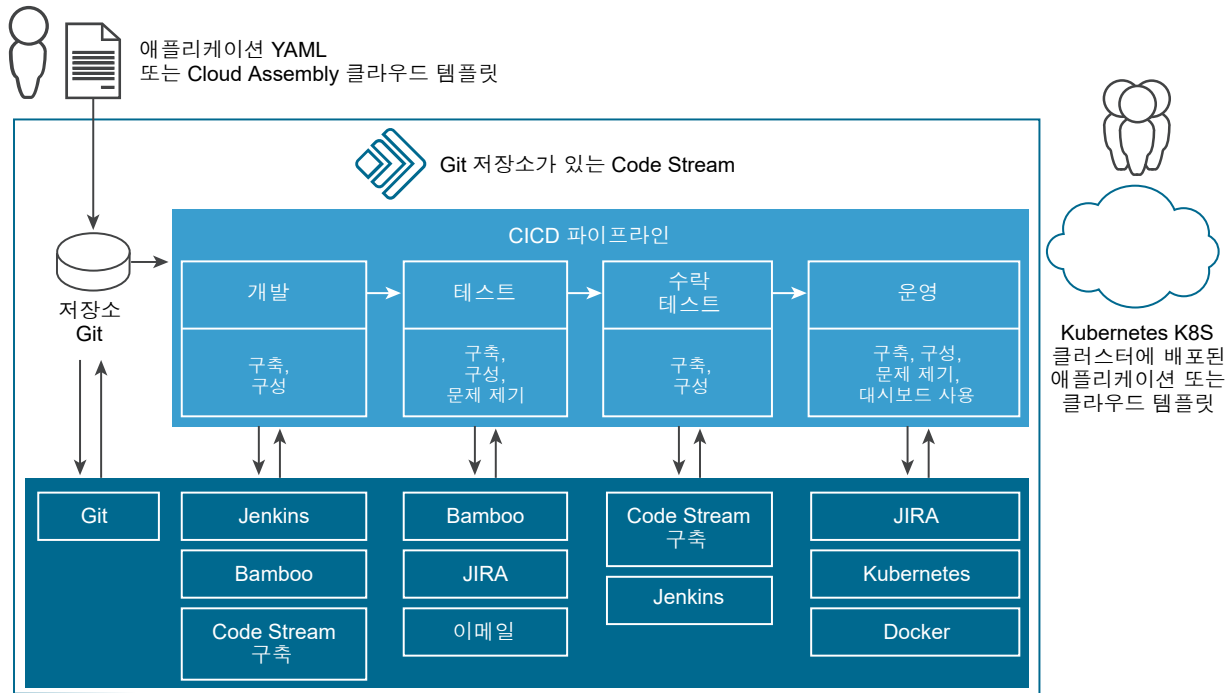 애플리케이션 YAML
또는 Cloud Assembly 클라우드 템플릿
Git 저장소가 있는 Code Stream
CICD 파이프라인
저장소
Git
개발
구축,
구성
테스트
구축,
구성,
문제 제기
수락
테스트
구축,
구성
운영
구축, 구성,
문제 제기,
대시보드 사용
Kubernetes K8S
클러스터에 배포된
애플리케이션 또는
클라우드 템플릿
Git
Jenkins
Bamboo
Code Stream
구축
Bamboo
JIRA
이메일
Code Stream
구축
Jenkins
JIRA
Kubernetes
Docker